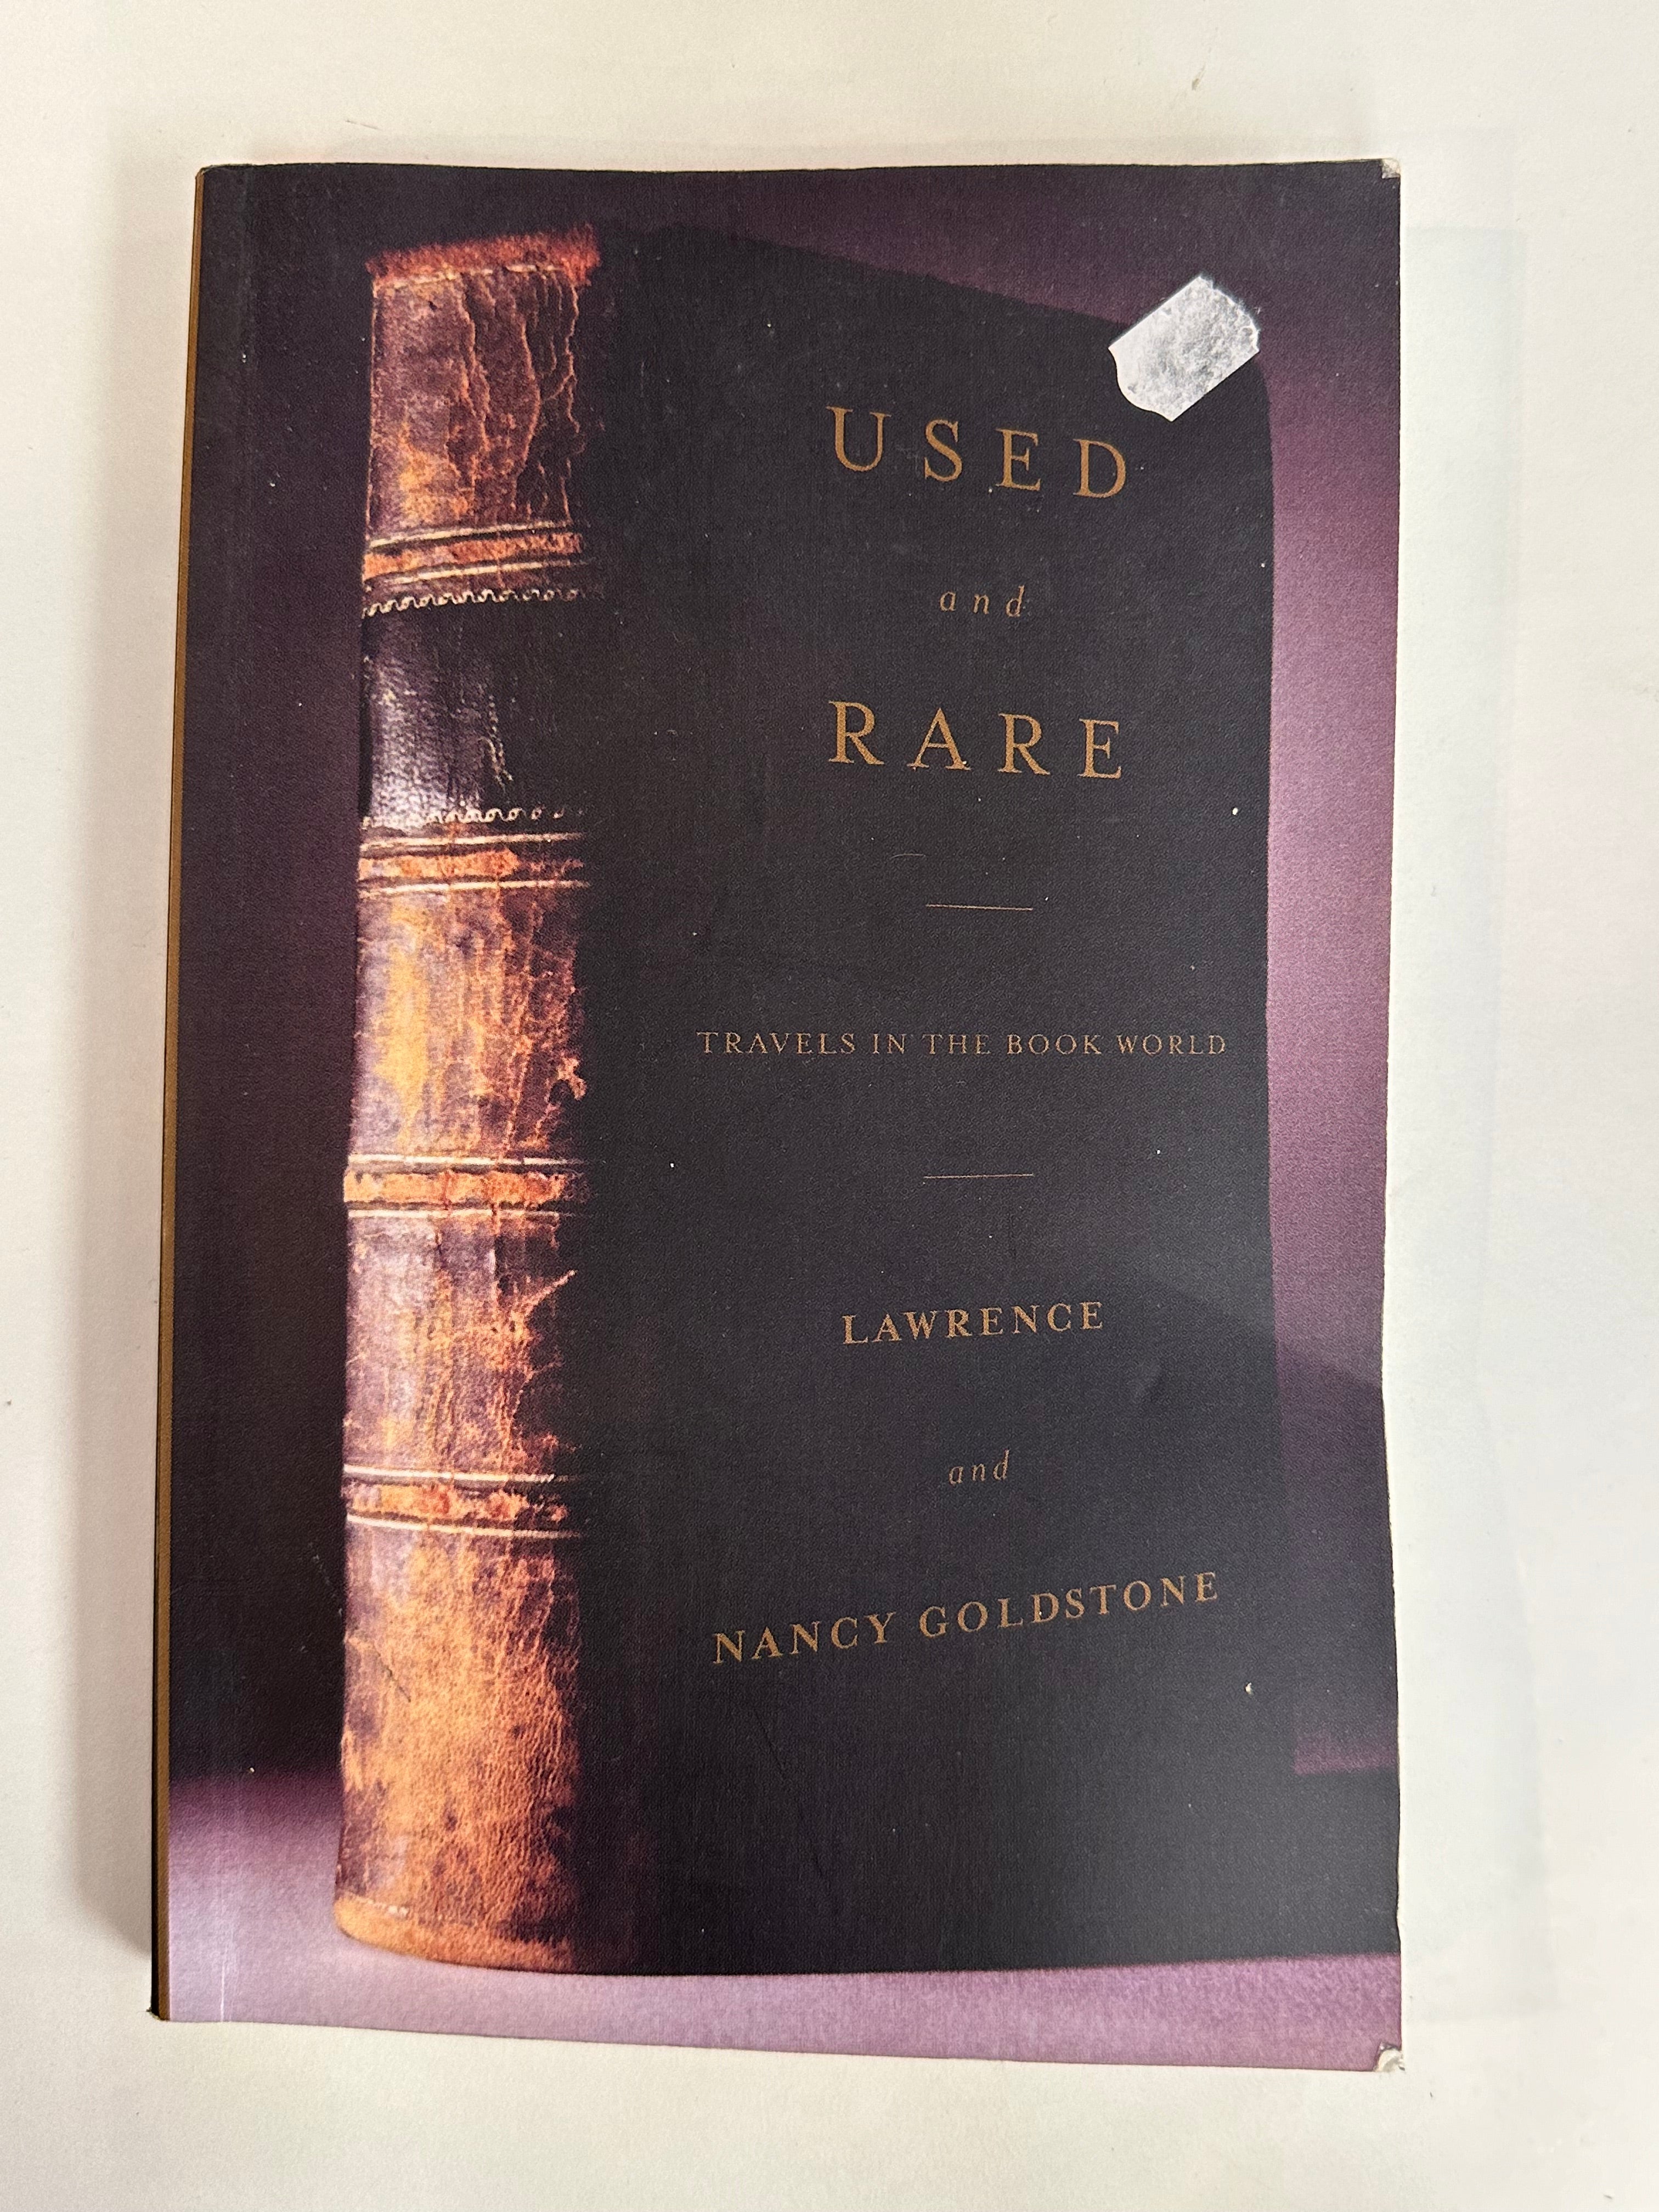 USED
and
RARE
TRAVELS IN THE BOOK WORLD
LAWRENCE
and
NANCY GOLDSTONE